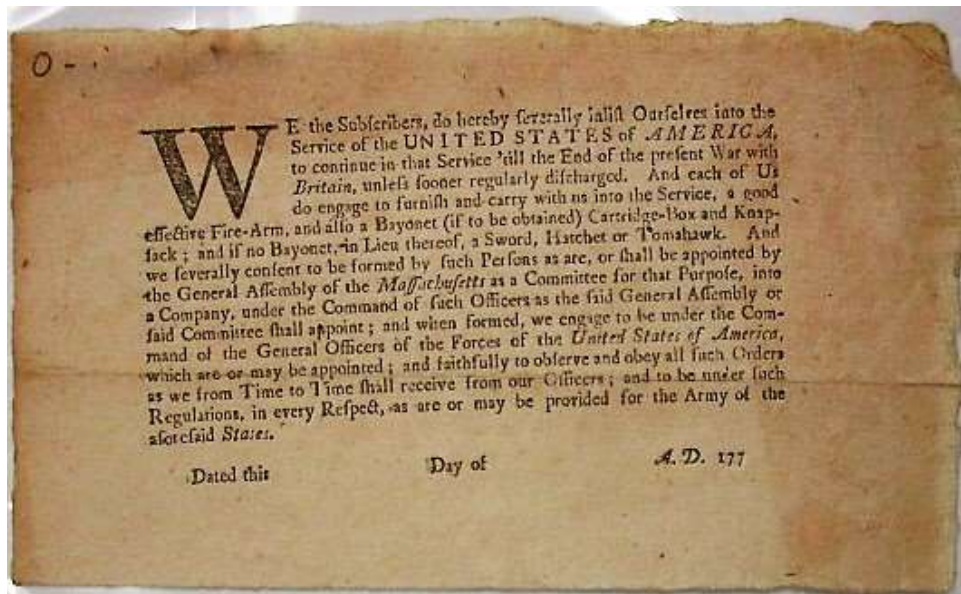 O - .
WE the Subſcribers, do hereby ſeverally inliſt Ourſelves into the
Service of the UNITED STATES of AMERICA,
to continue in that Service 'till the End of the preſent War with
Britain, unleſs ſooner regularly diſcharged. And each of Us
do engage to furniſh and carry with us into the Service, a good
effective Fire-Arm, and alſo a Bayonet (if to be obtained) Cartridge-Box and Knap-
ſack; and if no Bayonet, in Lieu thereof, a Sword, Hatchet or Tomahawk. And
we ſeverally conſent to be formed by ſuch Perſons as are, or ſhall be appointed by
the General Aſſembly of the Maſſachuſetts as a Committee for that Purpoſe, into
a Company, under the Command of ſuch Officers as the ſaid General Aſſembly or
ſaid Committee ſhall appoint; and when formed, we engage to be under the Com-
mand of the General Officers of the Forces of the United States of America,
which are or may be appointed; and faithfully to obſerve and obey all ſuch Orders
as we from Time to Time ſhall receive from our Officers; and to be under ſuch
Regulations, in every Reſpect, as are or may be provided for the Army of the
aforeſaid States.
Dated this Day of A. D. 177